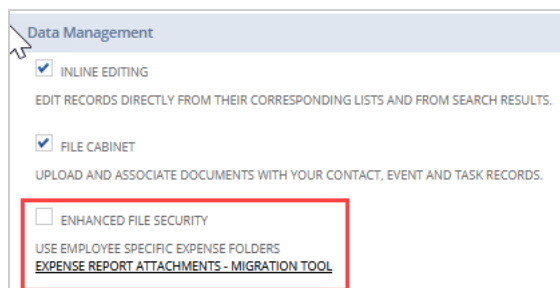 Data Management
INLINE EDITING
EDIT RECORDS DIRECTLY FROM THEIR CORRESPONDING LISTS AND FROM SEARCH RESULTS.
FILE CABINET
UPLOAD AND ASSOCIATE DOCUMENTS WITH YOUR CONTACT, EVENT AND TASK RECORDS.
ENHANCED FILE SECURITY
USE EMPLOYEE SPECIFIC EXPENSE FOLDERS
EXPENSE REPORT ATTACHMENTS - MIGRATION TOOL